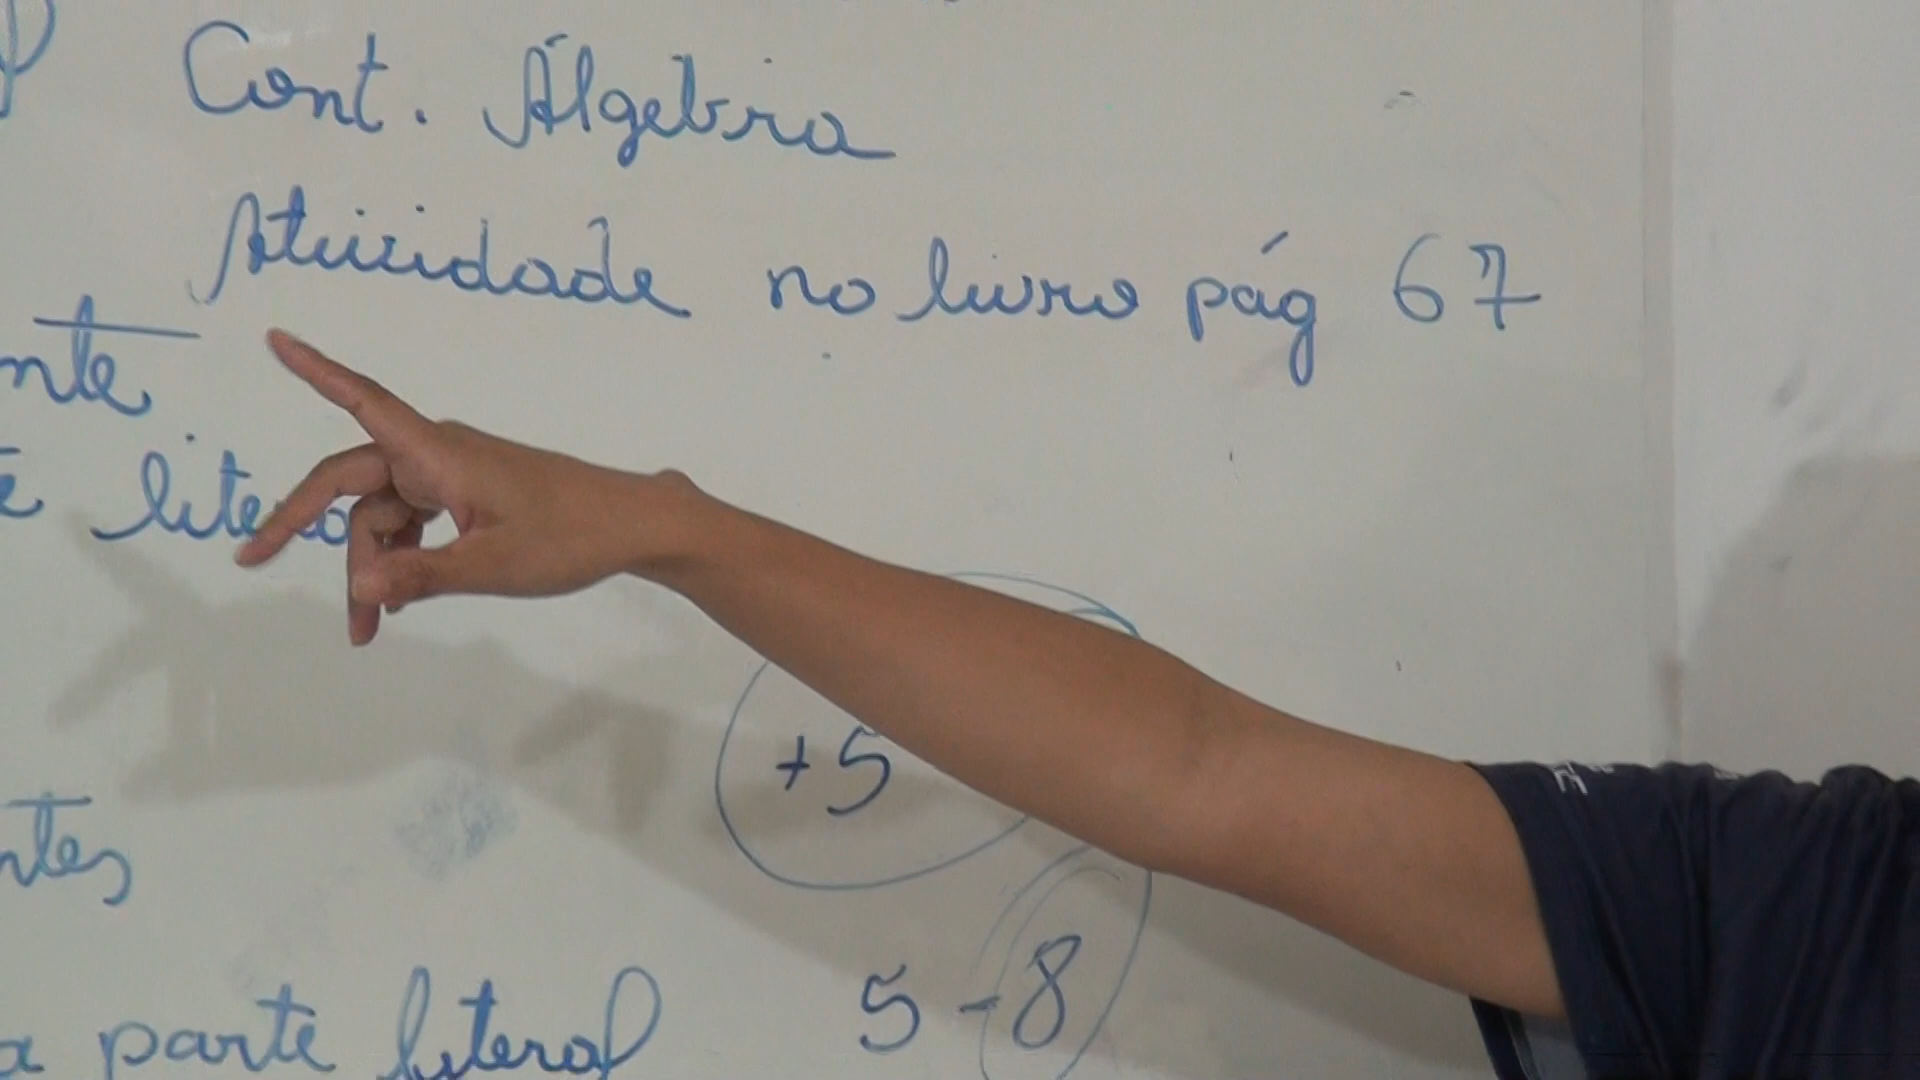 Cont. Álgebra
Atividade no livro pág 67
nte
é litera
+5
ntes
5 - 8
a parte literal